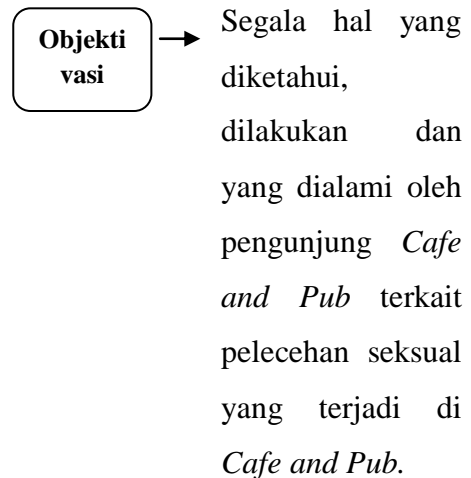 Objekti
vasi
Segala hal yang
diketahui,
dilakukan dan
yang dialami oleh
pengunjung Cafe
and Pub terkait
pelecehan seksual
yang terjadi di
Cafe and Pub.